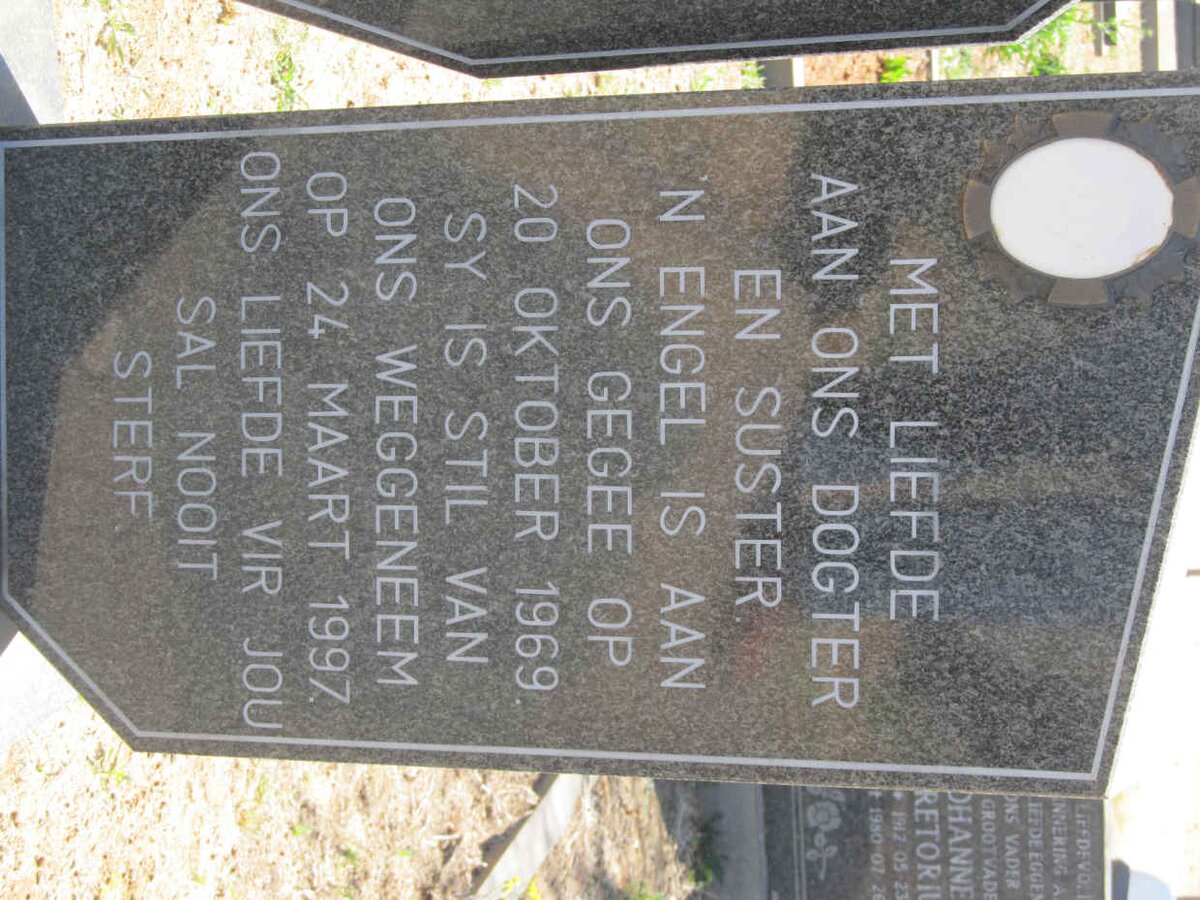 MET LIEFDE
AAN ONS DOGTER
EN SUSTER.
'N ENGEL IS AAN
ONS GEGEE OP
20 OKTOBER 1969.
SY IS STIL VAN
ONS WEGGENEEM
OP 24 MAART 1997.
ONS LIEFDE VIR JOU
SAL NOOIT
STERF
VADER